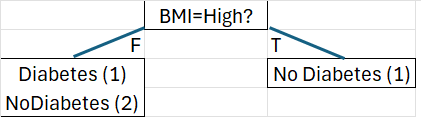 BMI=High?
F
T
Diabetes (1)
No Diabetes (1)
NoDiabetes (2)